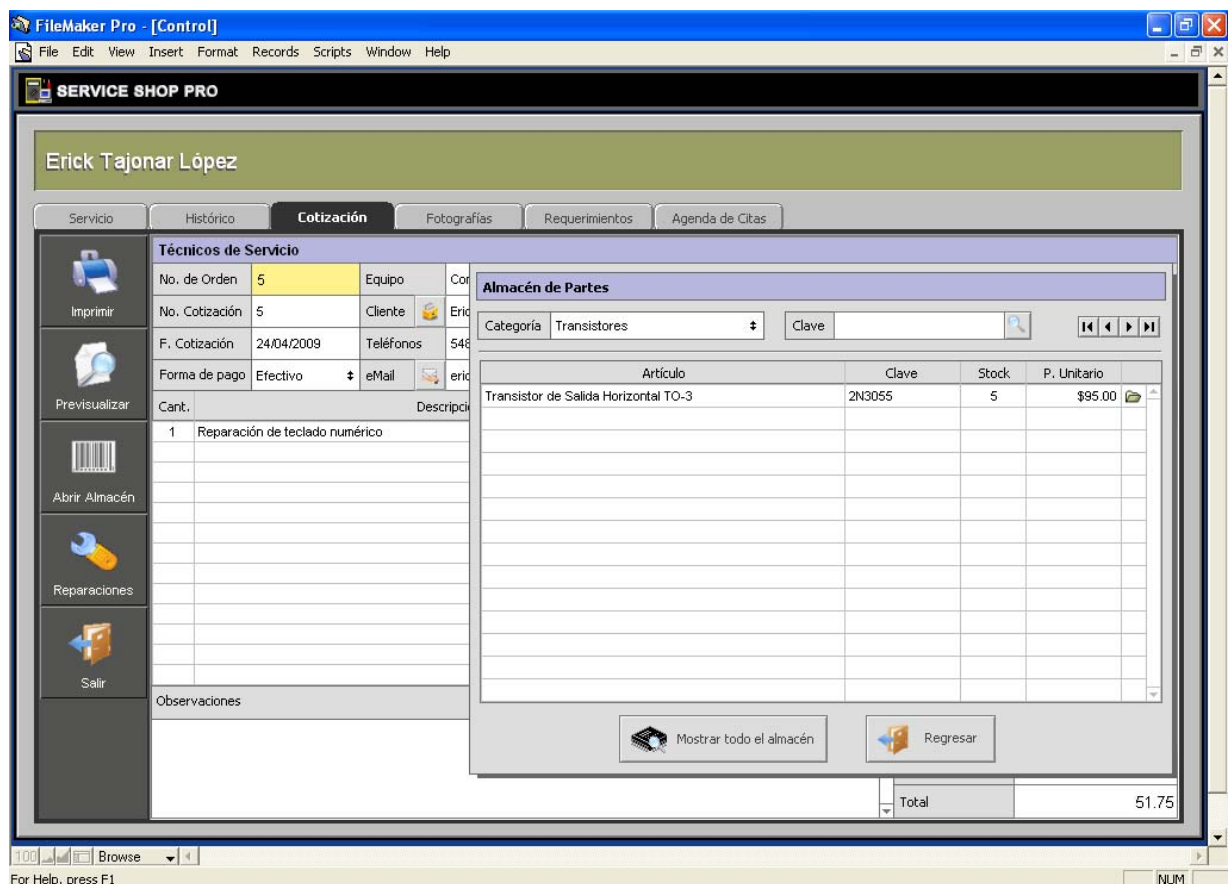 FileMaker Pro - [Control]
File Edit View Insert Format Records Scripts Window Help
SERVICE SHOP PRO
Erick Tajonar López
Servicio Histórico Cotización Fotografías Requerimientos Agenda de Citas
Imprimir
Previsualizar
Abrir Almacén
Reparaciones
Salir
Técnicos de Servicio
No. de Orden 5 Equipo
No. Cotización 5 Cliente
F. Cotización 24/04/2009 Teléfonos 548
Forma de pago Efectivo eMail
Cant.
1 Reparación de teclado numérico
Observaciones
Almacén de Partes
Categoría Transistores Clave
Artículo Clave Stock P. Unitario
Transistor de Salida Horizontal TO-3 2N3055 5 $95.00
Mostrar todo el almacén Regresar
Total 51.75
100 Browse
For Help, press F1 NUM